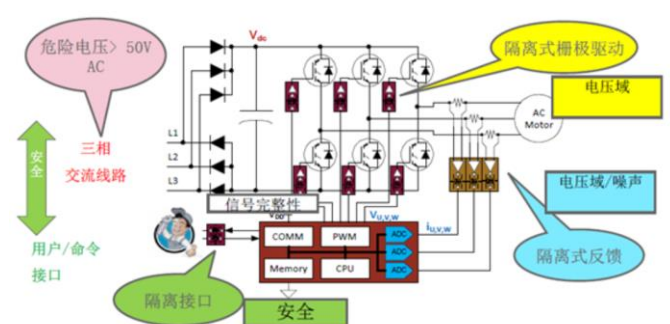 危险电压> 50V
AC
V_dc
隔离式栅极驱动
电压域
AC
Motor
安全
三相
交流线路
L1
L2
L3
信号完整性
V_U,V,W
i_U,V,W
电压域/噪声
用户/命令
接口
COMM
PWM
ADC
ADC
Memory
CPU
ADC
隔离式反馈
隔离接口
安全